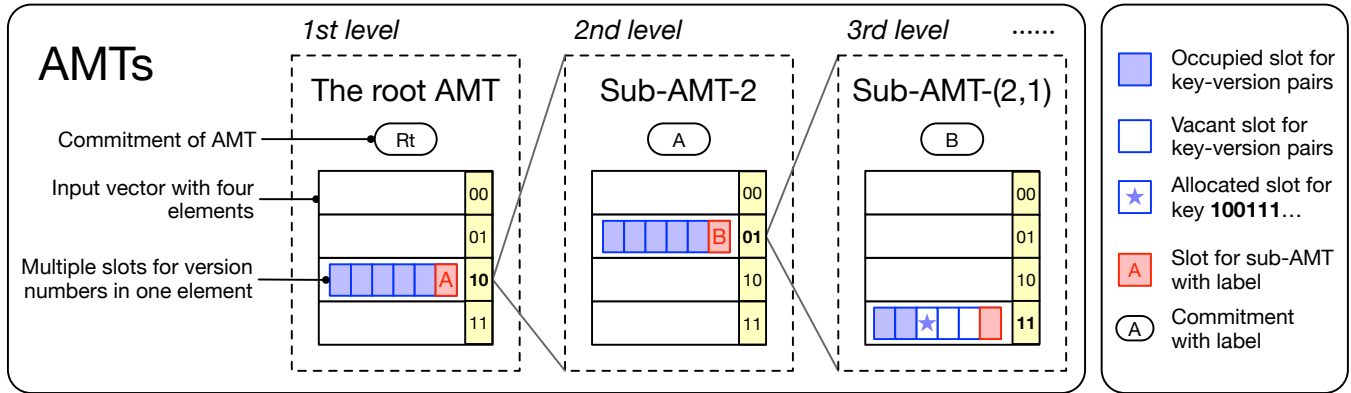 AMTs
1st level
2nd level
3rd level
......
The root AMT
Sub-AMT-2
Sub-AMT-(2,1)
Commitment of AMT
Rt
A
B
Input vector with four
elements
Multiple slots for version
numbers in one element
00
01
A
10
11
00
B
01
10
11
00
01
10
11
Occupied slot for
key-version pairs
Vacant slot for
key-version pairs
Allocated slot for
key 100111...
A
Slot for sub-AMT
with label
A
Commitment
with label